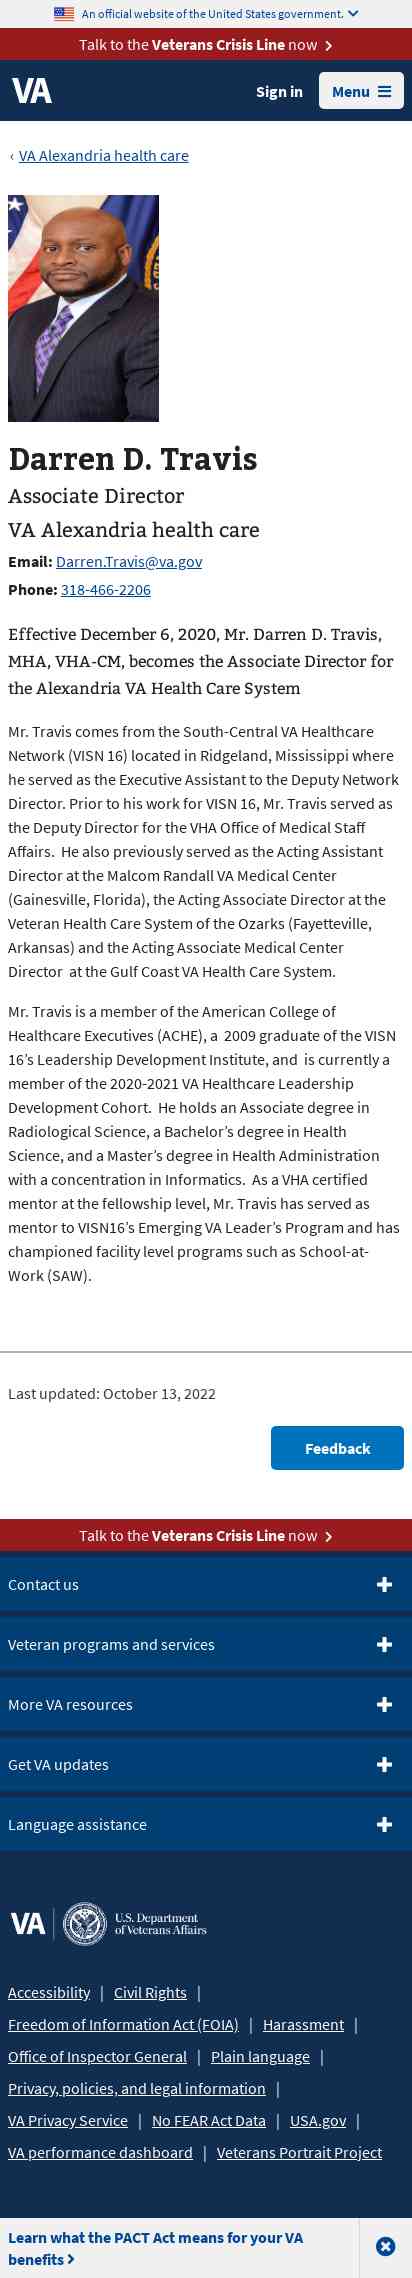 An official website of the United States government.
Talk to the Veterans Crisis Line now
VA
Sign in
Menu
‹ VA Alexandria health care
Darren D. Travis
Associate Director
VA Alexandria health care
Email: Darren.Travis@va.gov
Phone: 318-466-2206
Effective December 6, 2020, Mr. Darren D. Travis,
MHA, VHA-CM, becomes the Associate Director for
the Alexandria VA Health Care System
Mr. Travis comes from the South-Central VA Healthcare
Network (VISN 16) located in Ridgeland, Mississippi where
he served as the Executive Assistant to the Deputy Network
Director. Prior to his work for VISN 16, Mr. Travis served as
the Deputy Director for the VHA Office of Medical Staff
Affairs.  He also previously served as the Acting Assistant
Director at the Malcom Randall VA Medical Center
(Gainesville, Florida), the Acting Associate Director at the
Veteran Health Care System of the Ozarks (Fayetteville,
Arkansas) and the Acting Associate Medical Center
Director  at the Gulf Coast VA Health Care System.
Mr. Travis is a member of the American College of
Healthcare Executives (ACHE), a  2009 graduate of the VISN
16’s Leadership Development Institute, and  is currently a
member of the 2020-2021 VA Healthcare Leadership
Development Cohort.  He holds an Associate degree in
Radiological Science, a Bachelor’s degree in Health
Science, and a Master’s degree in Health Administration
with a concentration in Informatics.  As a VHA certified
mentor at the fellowship level, Mr. Travis has served as
mentor to VISN16’s Emerging VA Leader’s Program and has
championed facility level programs such as School-at-
Work (SAW).
Last updated: October 13, 2022
Feedback
Talk to the Veterans Crisis Line now
Contact us
Veteran programs and services
More VA resources
Get VA updates
Language assistance
VA
U.S. Department
of Veterans Affairs
Accessibility | Civil Rights |
Freedom of Information Act (FOIA) | Harassment |
Office of Inspector General | Plain language |
Privacy, policies, and legal information |
VA Privacy Service | No FEAR Act Data | USA.gov |
VA performance dashboard | Veterans Portrait Project
Learn what the PACT Act means for your VA
benefits